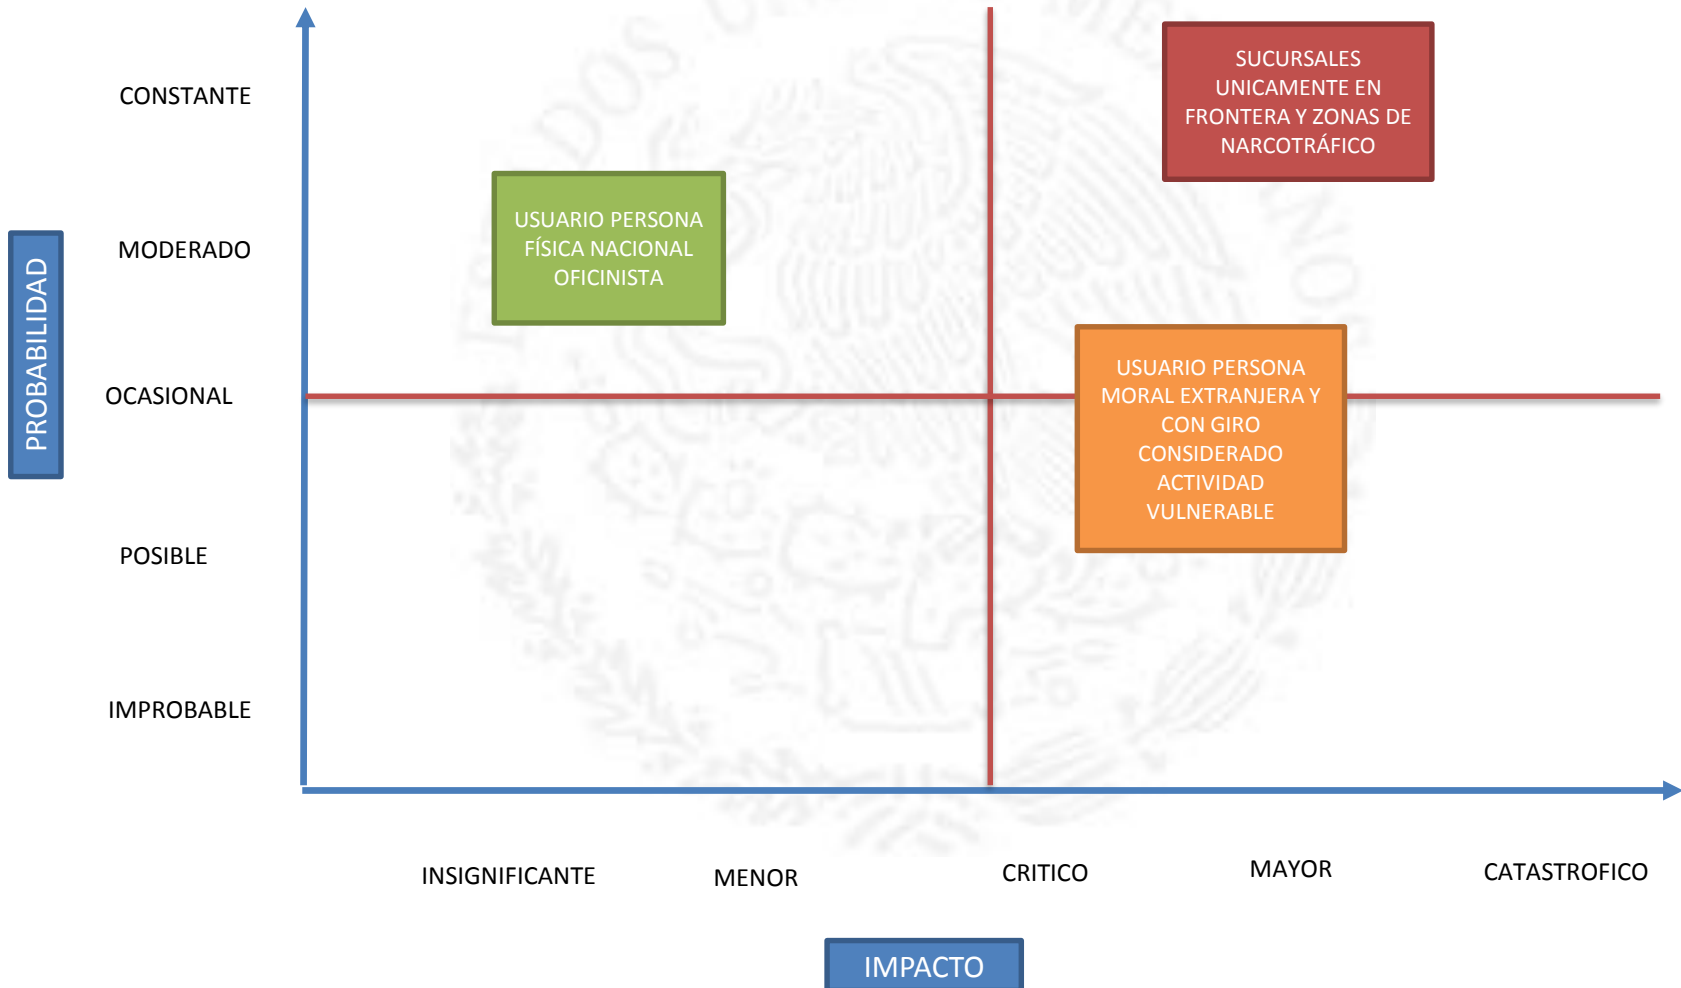 CONSTANTE
MODERADO
OCASIONAL
POSIBLE
IMPROBABLE
PROBABILIDAD
SUCURSALES
UNICAMENTE EN
FRONTERA Y ZONAS DE
NARCOTRÁFICO
USUARIO PERSONA
FÍSICA NACIONAL
OFICINISTA
USUARIO PERSONA
MORAL EXTRANJERA Y
CON GIRO
CONSIDERADO
ACTIVIDAD
VULNERABLE
INSIGNIFICANTE
MENOR
CRITICO
MAYOR
CATASTROFICO
IMPACTO